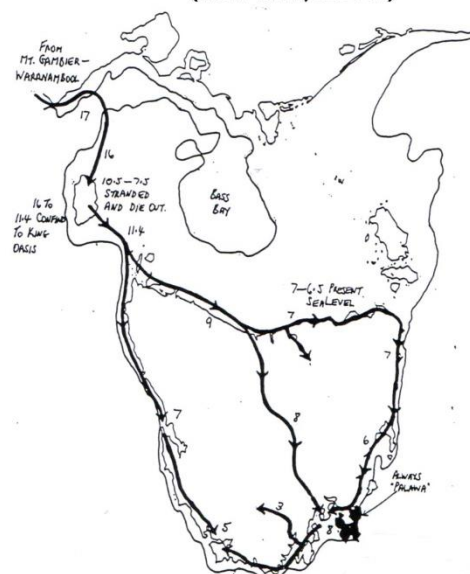 FROM
MT. GAMBIER-
WARRNAMBOOL
17
16
16 TO
11.4 CONFINED
TO KING
OASIS
10.5-7.5
STRANDED
AND DIE OUT.
11.4
BASS
BAY
7-6.5 PRESENT
SEA LEVEL
9
7
7
8
7
6
ALWAYS
"PALAWA"
3
5
8